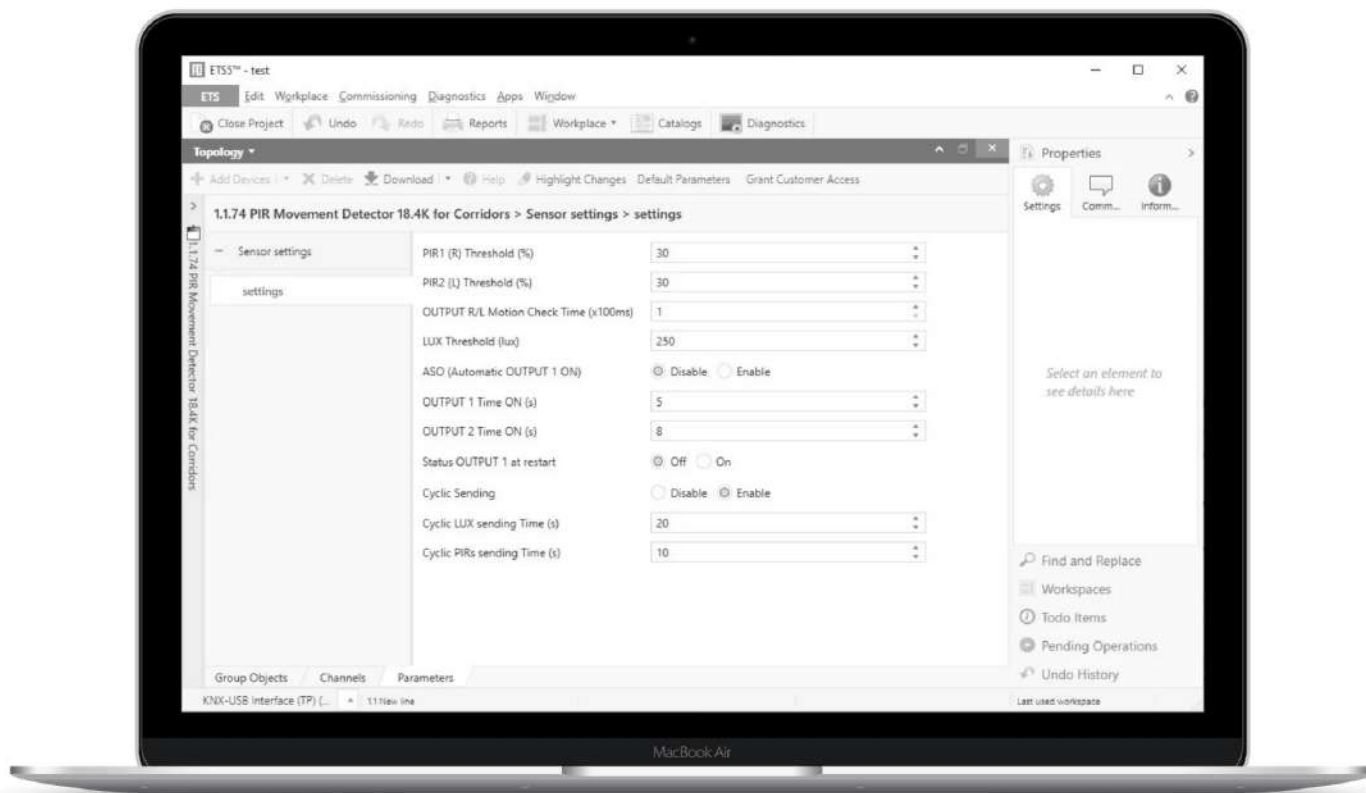 ETS5™ - test
ETS Edit Workplace Commissioning Diagnostics Apps Window
Close Project Undo Redo Reports Workplace Catalogs Diagnostics
Topology
Properties
Add Devices Delete Download Help Highlight Changes Default Parameters Grant Customer Access
Settings Comm... Inform...
1.1.74 PIR Movement Detector 18.4K for Corridors > Sensor settings > settings
1.1.74 PIR Movement Detector 18.4K for Corridors
Sensor settings
settings
PIR1 (R) Threshold (%) 30
PIR2 (L) Threshold (%) 30
OUTPUT R/L Motion Check Time (x100ms) 1
LUX Threshold (lux) 250
ASO (Automatic OUTPUT 1 ON) Disable Enable
OUTPUT 1 Time ON (s) 5
OUTPUT 2 Time ON (s) 8
Status OUTPUT 1 at restart Off On
Cyclic Sending Disable Enable
Cyclic LUX sending Time (s) 20
Cyclic PIRs sending Time (s) 10
Select an element to
see details here
Find and Replace
Workspaces
Todo Items
Pending Operations
Undo History
Group Objects Channels Parameters
KNX-USB Interface (TP) (... 1.1 New line
Last used workspace
MacBook Air